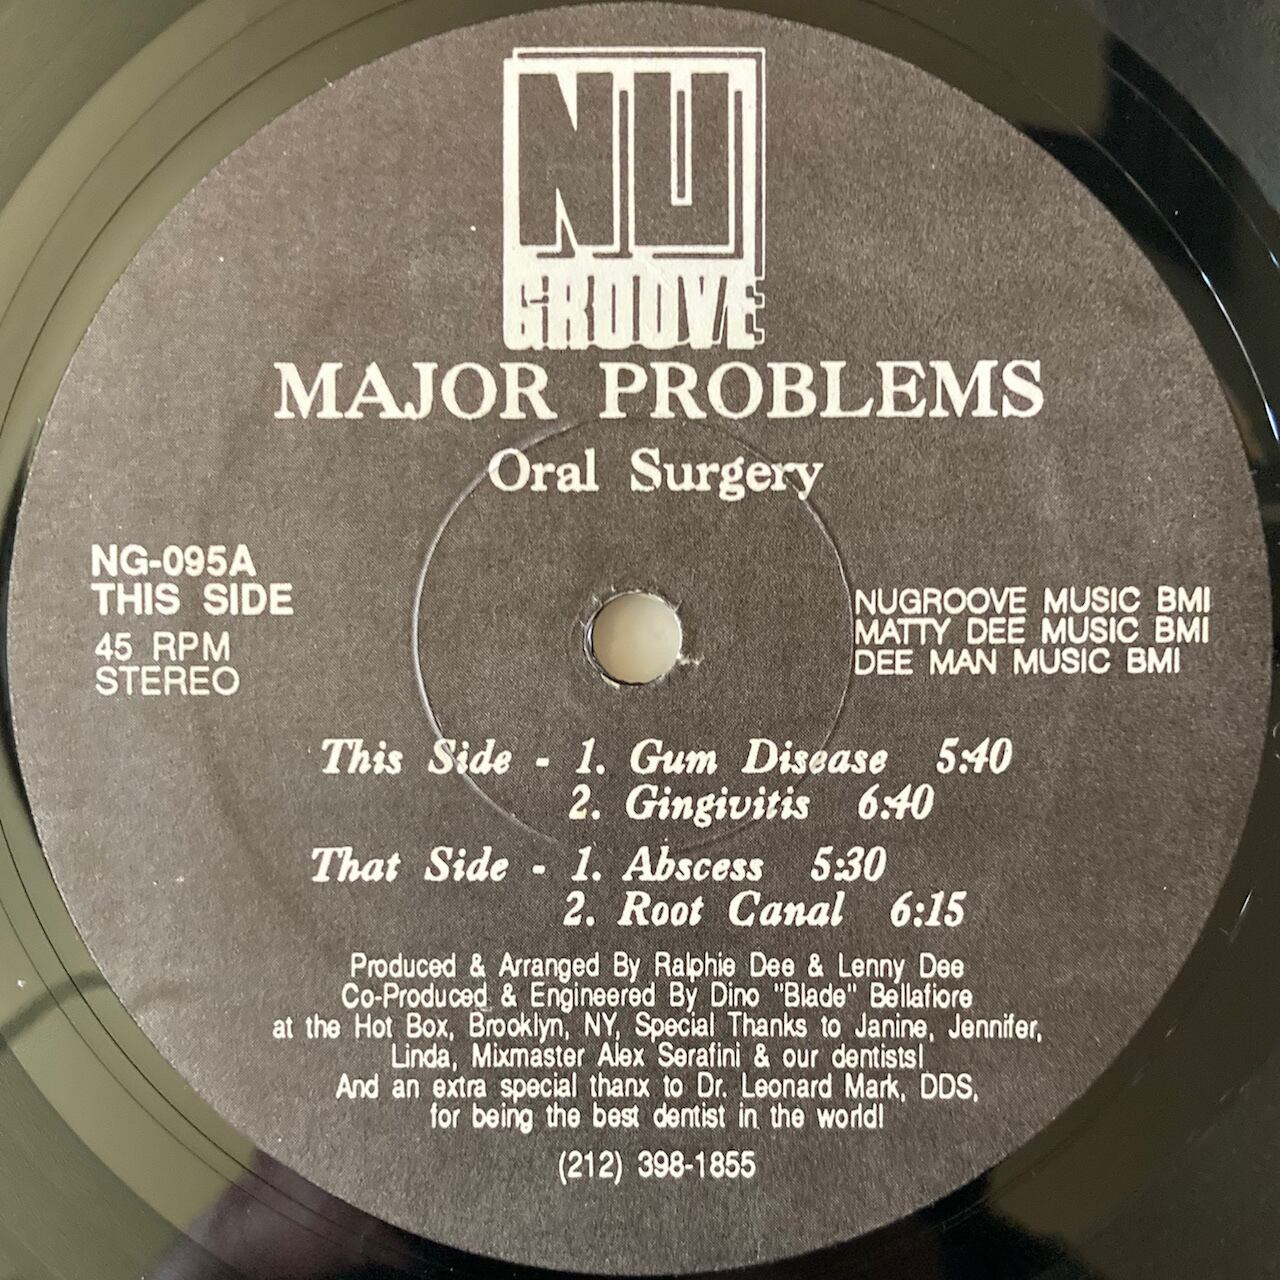 NU
GROOVE
MAJOR PROBLEMS
Oral Surgery
NG-095A
THIS SIDE
45 RPM
STEREO
NUGROOVE MUSIC BMI
MATTY DEE MUSIC BMI
DEE MAN MUSIC BMI
This Side - 1. Gum Disease 5:40
2. Gingivitis 6:40
That Side - 1. Abscess 5:30
2. Root Canal 6:15
Produced & Arranged By Ralphie Dee & Lenny Dee
Co-Produced & Engineered By Dino "Blade" Bellafiore
at the Hot Box, Brooklyn, NY, Special Thanks to Janine, Jennifer,
Linda, Mixmaster Alex Serafini & our dentists!
And an extra special thanx to Dr. Leonard Mark, DDS,
for being the best dentist in the world!
(212) 398-1855